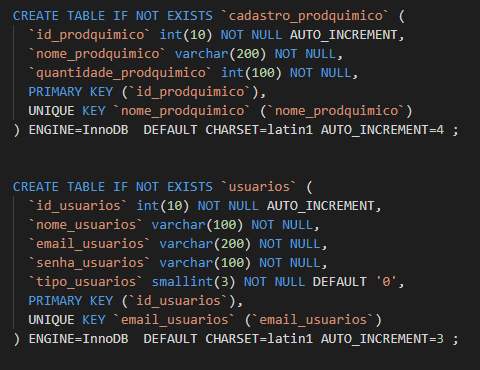 CREATE TABLE IF NOT EXISTS `cadastro_prodquimico` (
`id_prodquimico` int(10) NOT NULL AUTO_INCREMENT,
`nome_prodquimico` varchar(200) NOT NULL,
`quantidade_prodquimico` int(100) NOT NULL,
PRIMARY KEY (`id_prodquimico`),
UNIQUE KEY `nome_prodquimico` (`nome_prodquimico`)
) ENGINE=InnoDB  DEFAULT CHARSET=latin1 AUTO_INCREMENT=4 ;
CREATE TABLE IF NOT EXISTS `usuarios` (
`id_usuarios` int(10) NOT NULL AUTO_INCREMENT,
`nome_usuarios` varchar(100) NOT NULL,
`email_usuarios` varchar(200) NOT NULL,
`senha_usuarios` varchar(100) NOT NULL,
`tipo_usuarios` smallint(3) NOT NULL DEFAULT '0',
PRIMARY KEY (`id_usuarios`),
UNIQUE KEY `email_usuarios` (`email_usuarios`)
) ENGINE=InnoDB  DEFAULT CHARSET=latin1 AUTO_INCREMENT=3 ;